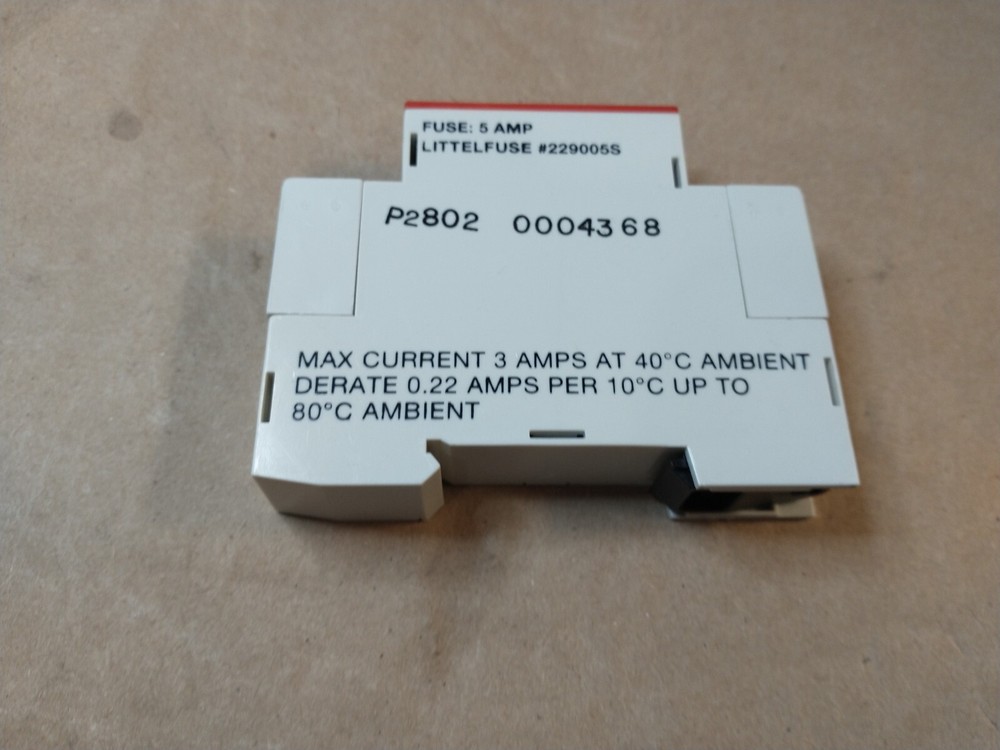 FUSE: 5 AMP
LITTELFUSE #229005S
P2802 0004368
MAX CURRENT 3 AMPS AT 40°C AMBIENT
DERATE 0.22 AMPS PER 10°C UP TO
80°C AMBIENT